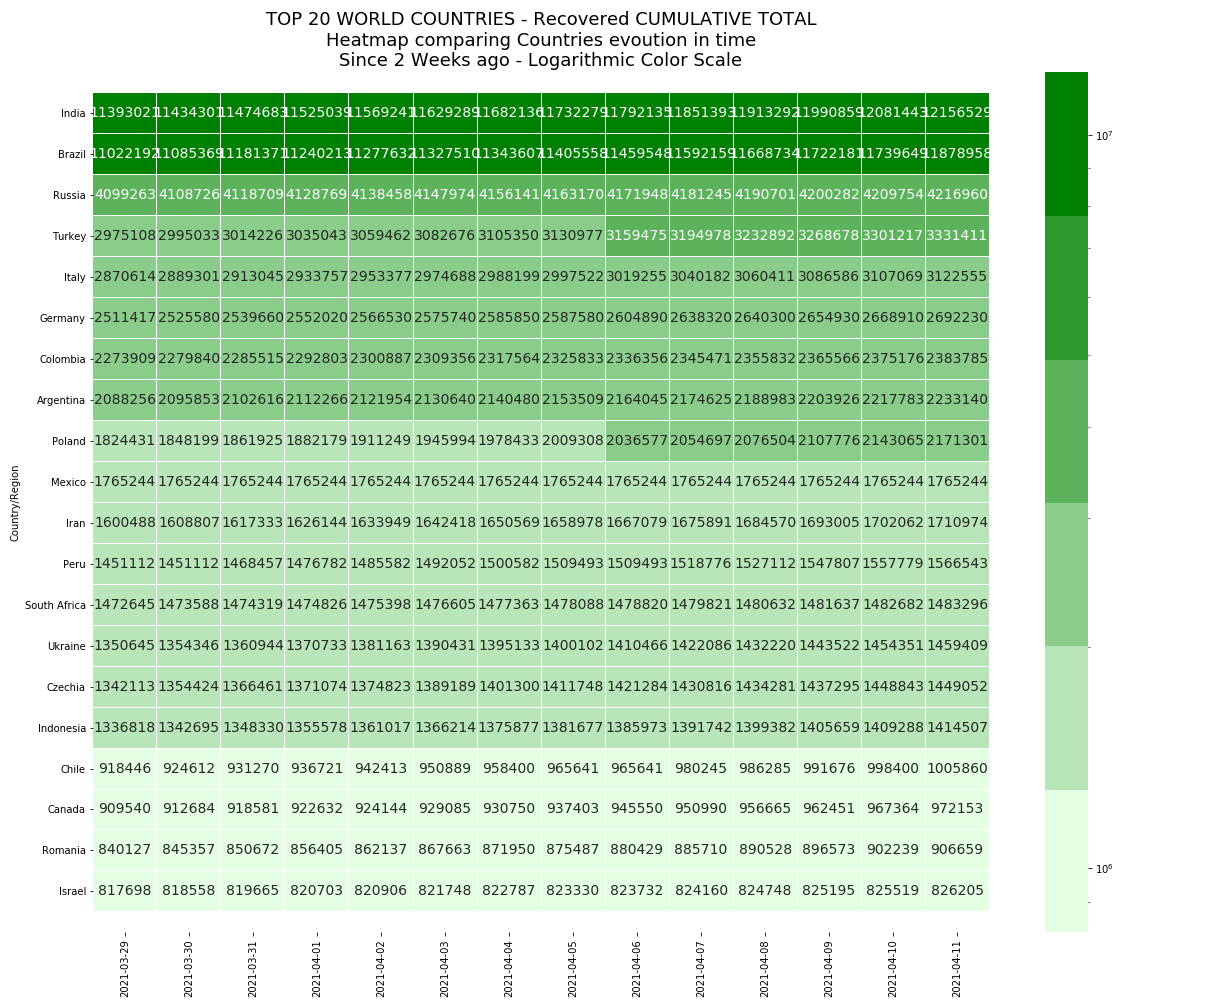 TOP 20 WORLD COUNTRIES - Recovered CUMULATIVE TOTAL
Heatmap comparing Countries evoution in time
Since 2 Weeks ago - Logarithmic Color Scale
India 11393021 11434301 11474683 11525039 11569241 11629289 11682136 11732279 11792135 11851393 11913292 11990859 12081443 12156529
Brazil 11022192 11085369 11181371 11240213 11277632 11327510 11343607 11405558 11459548 11592159 11668734 11722181 11739649 11878958
Russia 4099263 4108726 4118709 4128769 4138458 4147974 4156141 4163170 4171948 4181245 4190701 4200282 4209754 4216960
Turkey 2975108 2995033 3014226 3035043 3059462 3082676 3105350 3130977 3159475 3194978 3232892 3268678 3301217 3331411
Italy 2870614 2889301 2913045 2933757 2953377 2974688 2988199 2997522 3019255 3040182 3060411 3086586 3107069 3122555
Germany 2511417 2525580 2539660 2552020 2566530 2575740 2585850 2587580 2604890 2638320 2640300 2654930 2668910 2692230
Colombia 2273909 2279840 2285515 2292803 2300887 2309356 2317564 2325833 2336356 2345471 2355832 2365566 2375176 2383785
Argentina 2088256 2095853 2102616 2112266 2121954 2130640 2140480 2153509 2164045 2174625 2188983 2203926 2217783 2233140
Poland 1824431 1848199 1861925 1882179 1911249 1945994 1978433 2009308 2036577 2054697 2076504 2107776 2143065 2171301
Mexico 1765244 1765244 1765244 1765244 1765244 1765244 1765244 1765244 1765244 1765244 1765244 1765244 1765244 1765244
Iran 1600488 1608807 1617333 1626144 1633949 1642418 1650569 1658978 1667079 1675891 1684570 1693005 1702062 1710974
Peru 1451112 1451112 1468457 1476782 1485582 1492052 1500582 1509493 1509493 1518776 1527112 1547807 1557779 1566543
South Africa 1472645 1473588 1474319 1474826 1475398 1476605 1477363 1478088 1478820 1479821 1480632 1481637 1482682 1483296
Ukraine 1350645 1354346 1360944 1370733 1381163 1390431 1395133 1400102 1410466 1422086 1432220 1443522 1454351 1459409
Czechia 1342113 1354424 1366461 1371074 1374823 1389189 1401300 1411748 1421284 1430816 1434281 1437295 1448843 1449052
Indonesia 1336818 1342695 1348330 1355578 1361017 1366214 1375877 1381677 1385973 1391742 1399382 1405659 1409288 1414507
Chile 918446 924612 931270 936721 942413 950889 958400 965641 965641 980245 986285 991676 998400 1005860
Canada 909540 912684 918581 922632 924144 929085 930750 937403 945550 950990 956665 962451 967364 972153
Romania 840127 845357 850672 856405 862137 867663 871950 875487 880429 885710 890528 896573 902239 906659
Israel 817698 818558 819665 820703 820906 821748 822787 823330 823732 824160 824748 825195 825519 826205
2021-03-29 2021-03-30 2021-03-31 2021-04-01 2021-04-02 2021-04-03 2021-04-04 2021-04-05 2021-04-06 2021-04-07 2021-04-08 2021-04-09 2021-04-10 2021-04-11
Country/Region
10⁷
10⁶